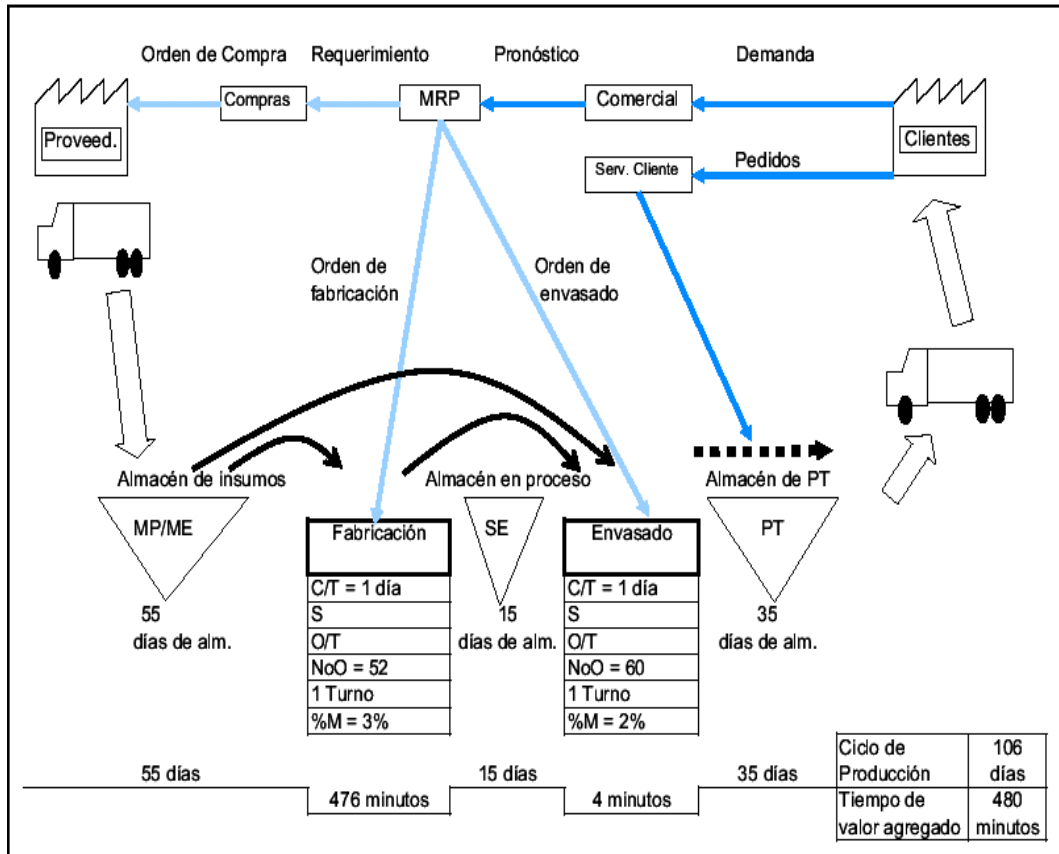 Orden de Compra Requerimiento Pronóstico Demanda
Compras MRP Comercial
Proveed. Clientes
Serv. Cliente Pedidos
Orden de
fabricación
Orden de
envasado
Almacén de insumos Almacén en proceso Almacén de PT
MP/ME Fabricación SE Envasado PT
C/T = 1 día
S
O/T
NoO = 52
1 Turno
%M = 3%
C/T = 1 día
S
O/T
NoO = 60
1 Turno
%M = 2%
55
días de alm.
15
días de alm.
35
días de alm.
55 días 15 días 35 días
476 minutos 4 minutos
Ciclo de
Producción
106
días
Tiempo de
valor agregado
480
minutos